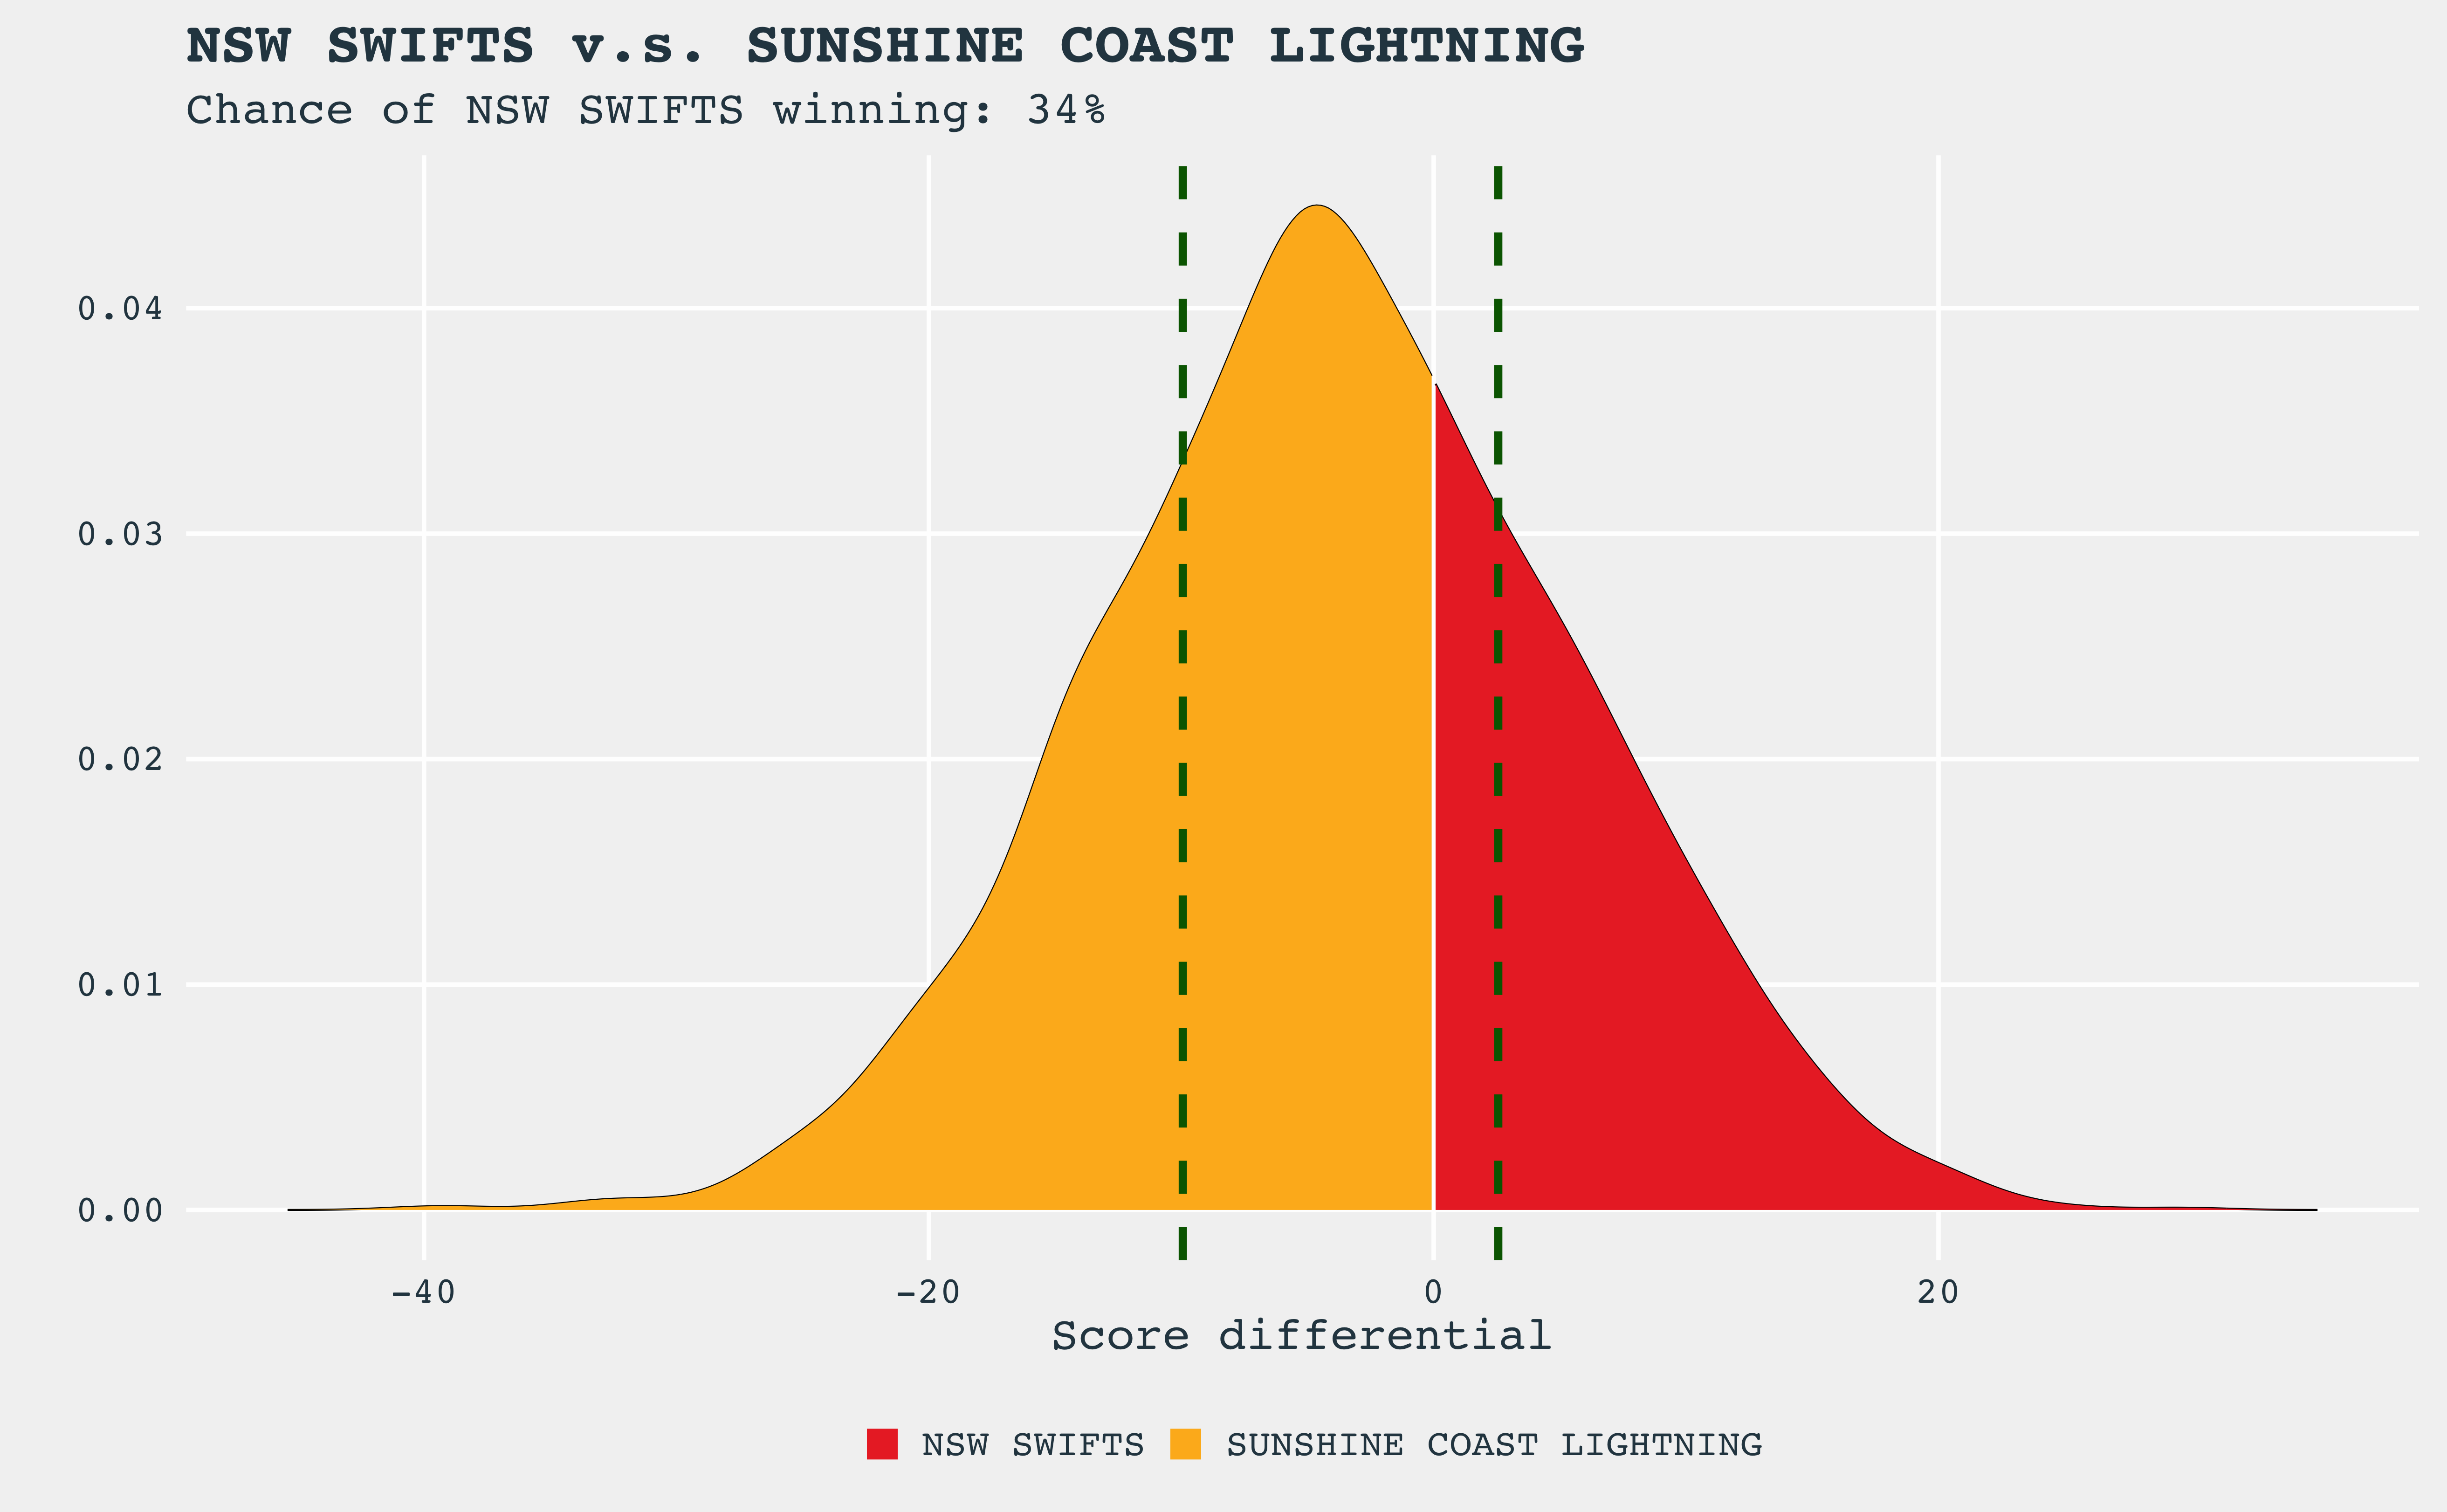 NSW SWIFTS v.s. SUNSHINE COAST LIGHTNING
Chance of NSW SWIFTS winning: 34%
0.04
0.03
0.02
0.01
0.00
-40 -20 0 20
Score differential
NSW SWIFTS SUNSHINE COAST LIGHTNING